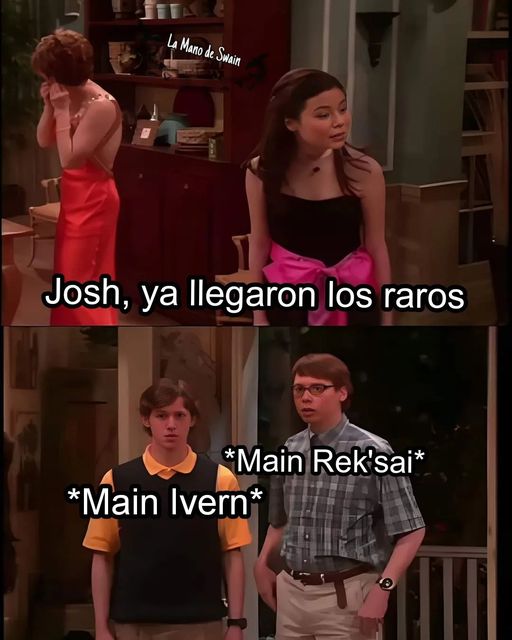 La Mano de Swain
Josh, ya llegaron los raros
*Main Rek'sai*
*Main Ivern*